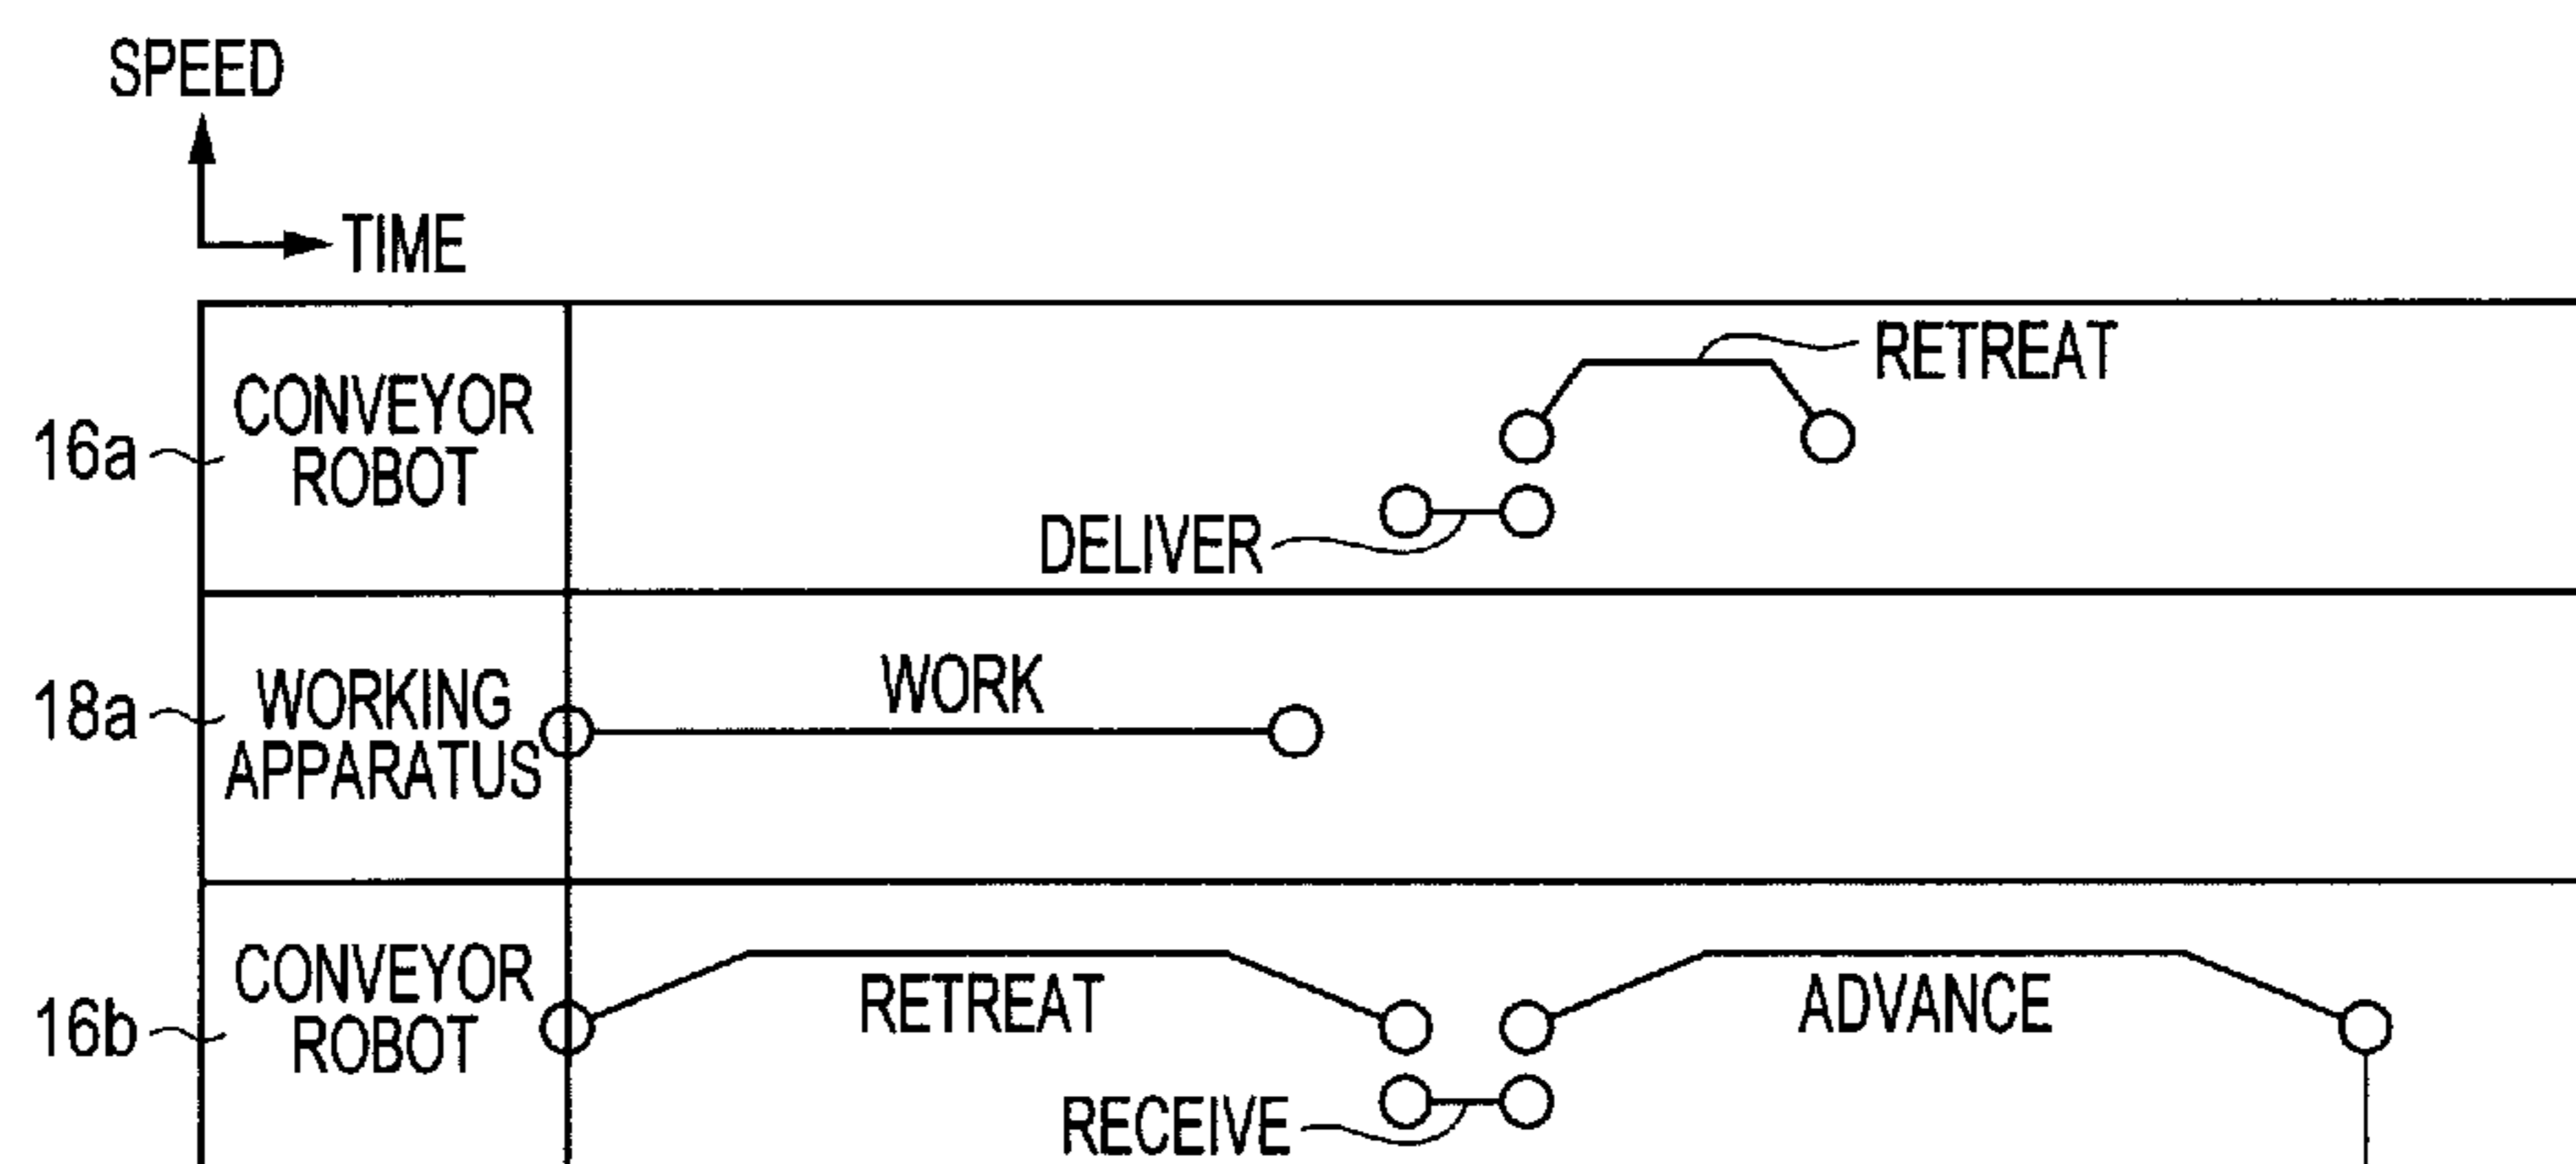 SPEED
TIME
RETREAT
CONVEYOR
ROBOT
16a
DELIVER
WORK
WORKING
APPARATUS
18a
CONVEYOR
ROBOT
16b
RETREAT
ADVANCE
RECEIVE